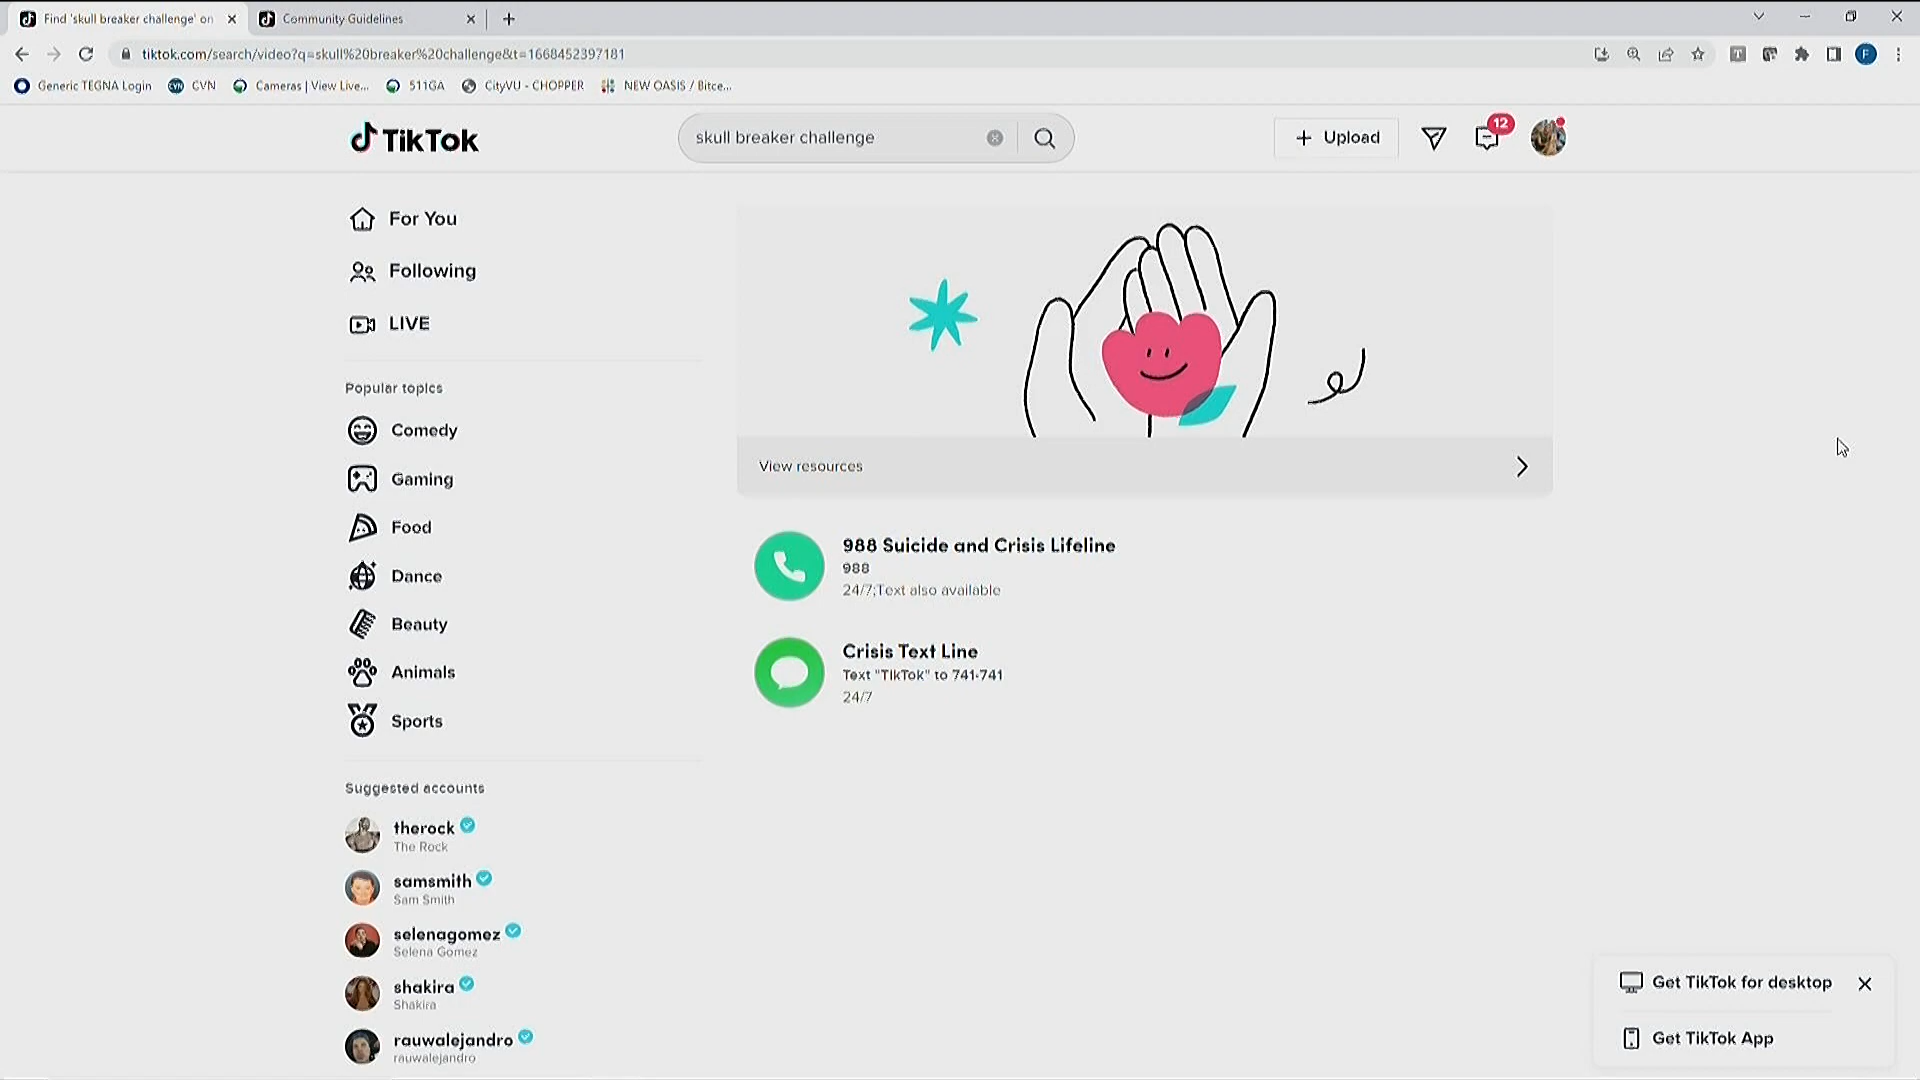 Find 'skull breaker challenge' on
Community Guidelines
tiktok.com/search/video?q=skull%20breaker%20challenge&t=1668452397181
Generic TEGNA Login
CVN
CVN
Cameras | View Live...
511GA
CityVU - CHOPPER
NEW OASIS / Bitce...
F
TikTok
skull breaker challenge
Upload
12
For You
Following
LIVE
Popular topics
Comedy
Gaming
Food
Dance
Beauty
Animals
Sports
Suggested accounts
therock
The Rock
samsmith
Sam Smith
selenagomez
Selena Gomez
shakira
Shakira
rauwalejandro
rauwalejandro
View resources
988 Suicide and Crisis Lifeline
988
24/7;Text also available
Crisis Text Line
Text "TikTok" to 741-741
24/7
Get TikTok for desktop
Get TikTok App